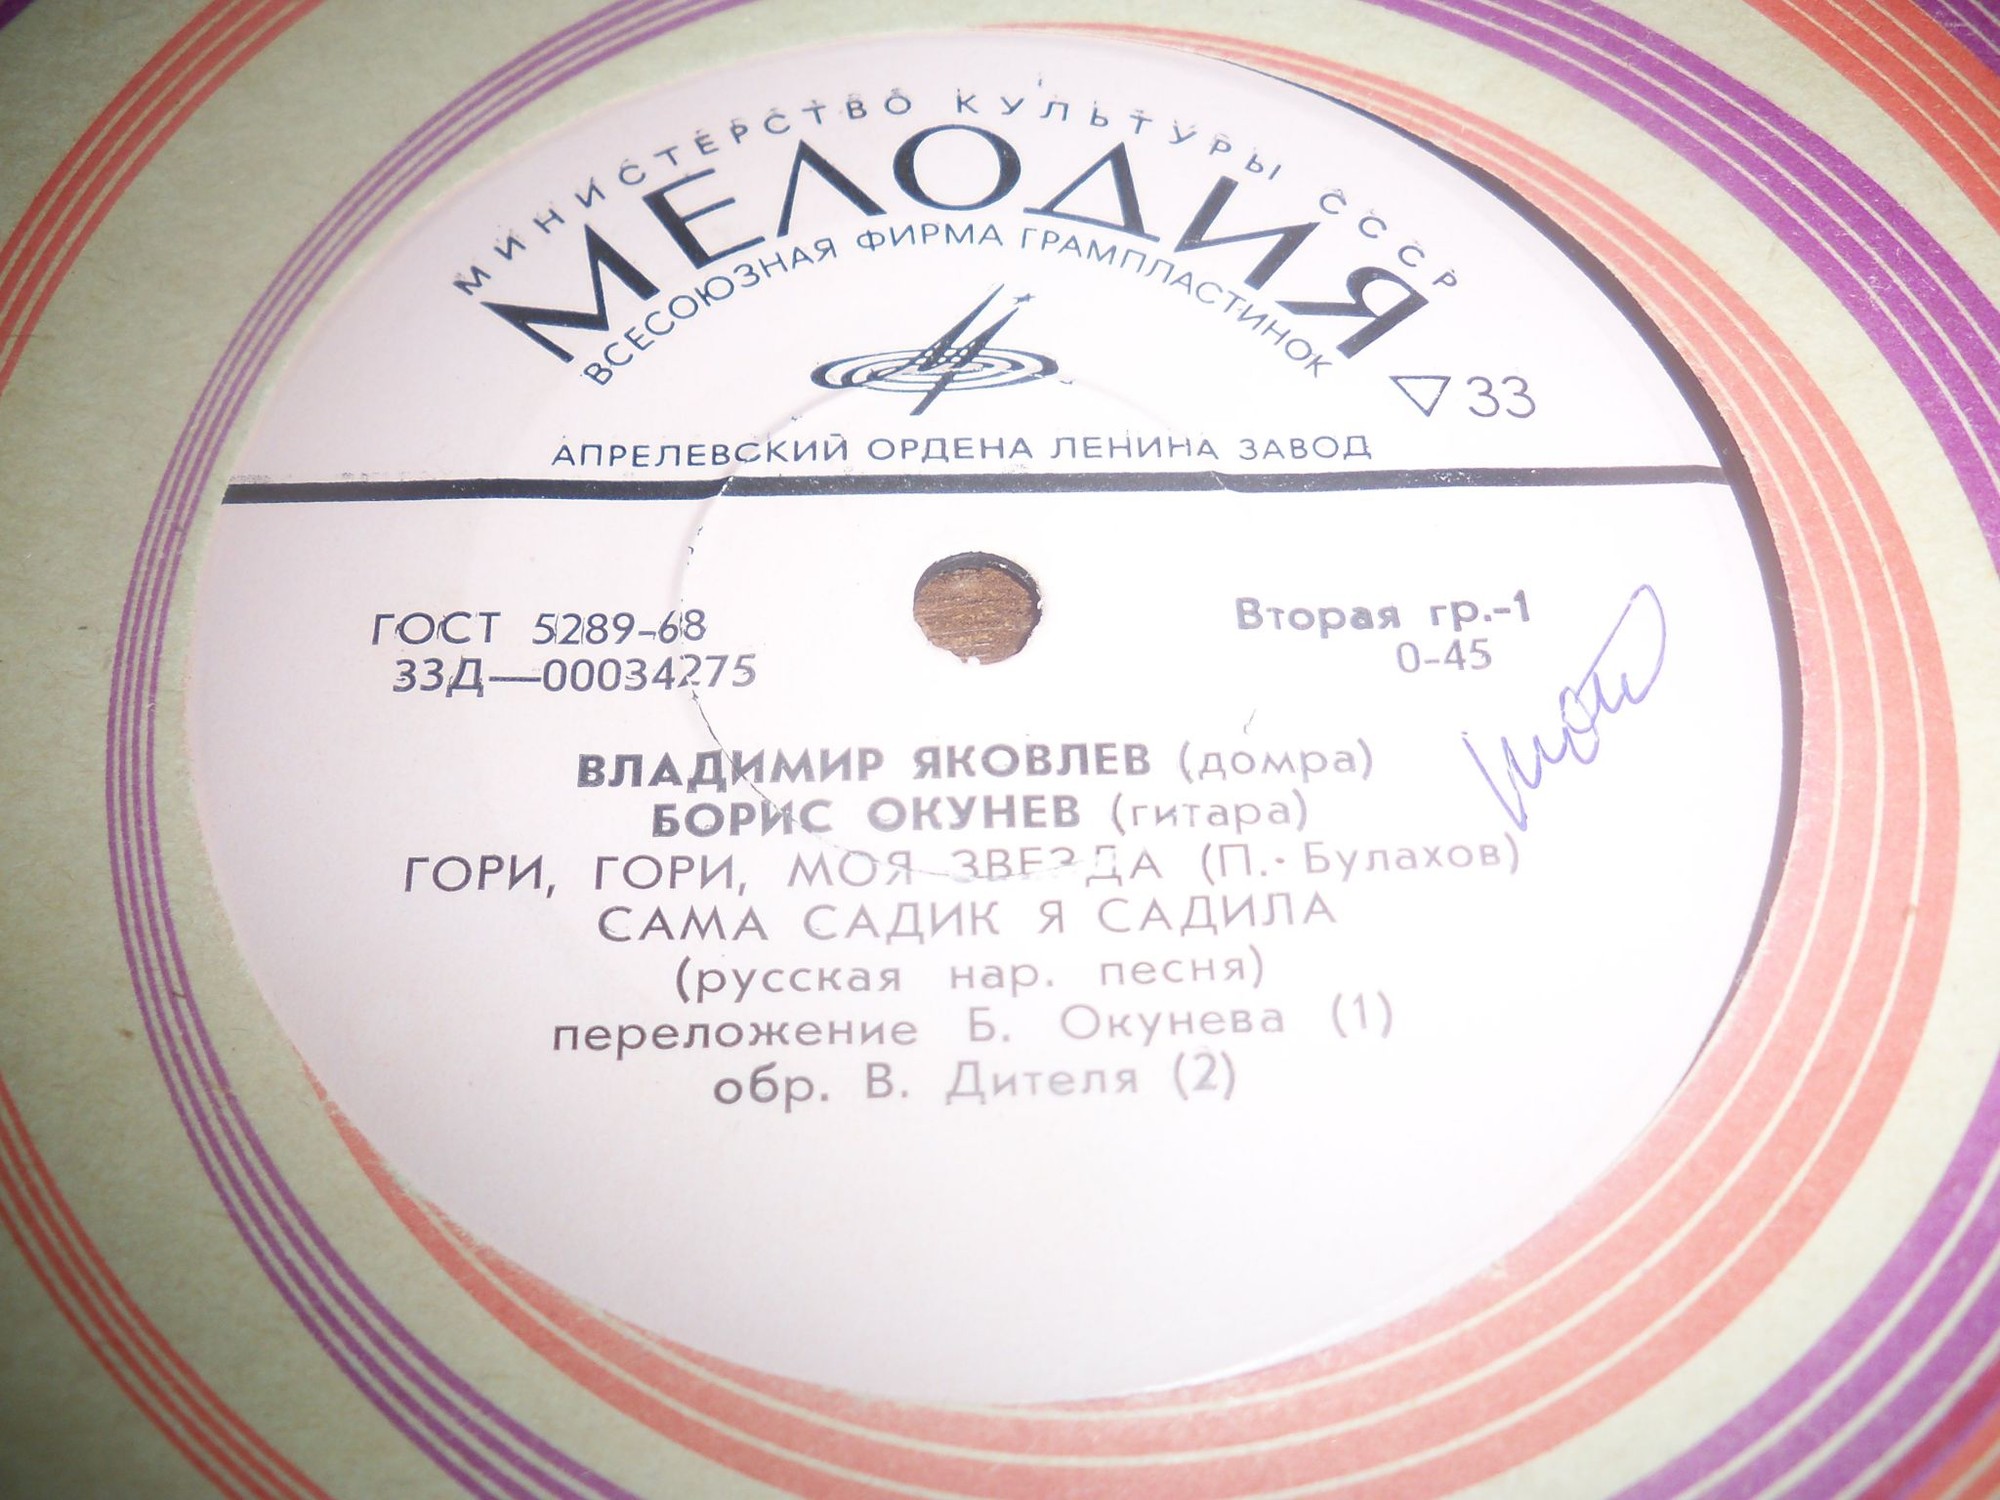 МИНИСТЕРСТВО КУЛЬТУРЫ СССР
МЕЛОДИЯ
ВСЕСОЮЗНАЯ ФИРМА ГРАМПЛАСТИНОК
33
АПРЕЛЕВСКИЙ ОРДЕНА ЛЕНИНА ЗАВОД
ГОСТ 5289-68
33Д—00034275
Вторая гр.-1
0-45
ВЛАДИМИР ЯКОВЛЕВ (домра)
БОРИС ОКУНЕВ (гитара)
ГОРИ, ГОРИ, МОЯ ЗВЕЗДА (П. Булахов)
САМА САДИК Я САДИЛА
(русская нар. песня)
переложение Б. Окунева (1)
обр. В. Дителя (2)